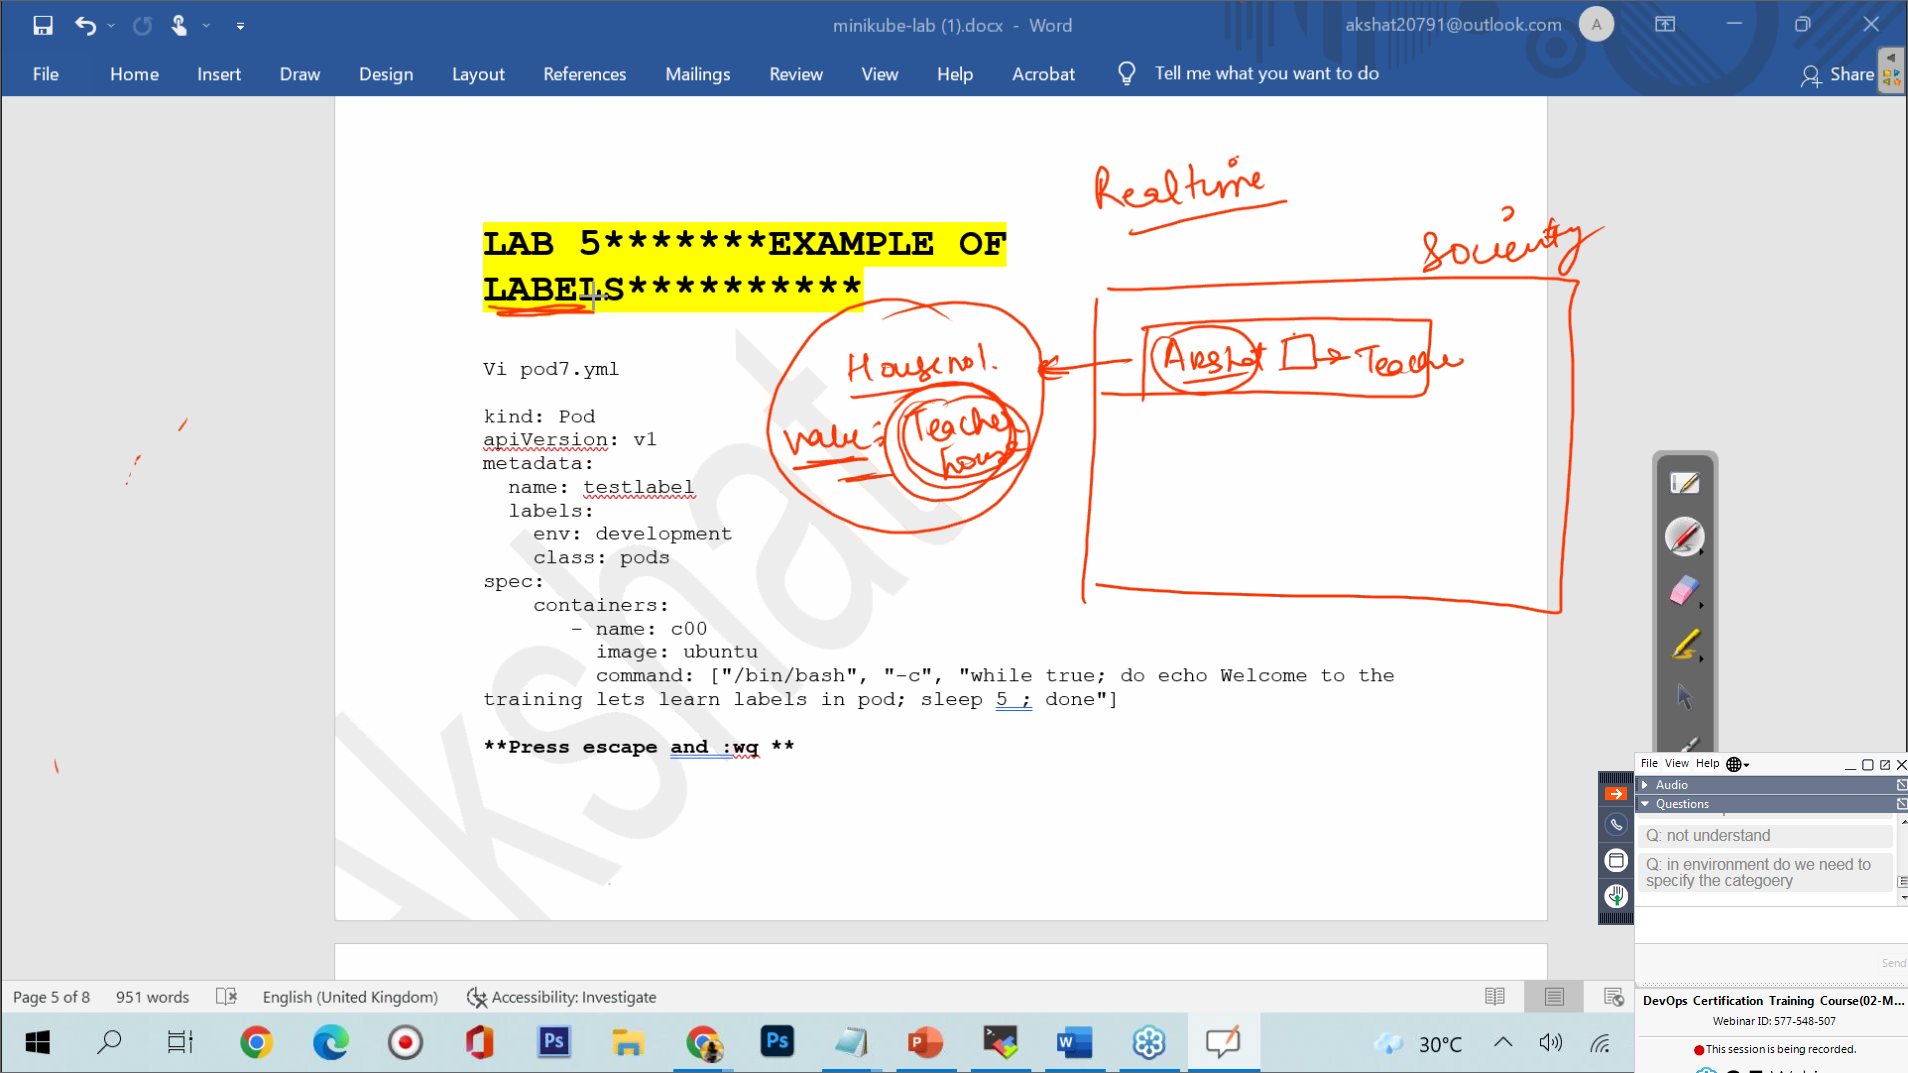 minikube-lab (1).docx - Word
akshat20791@outlook.com
A
File Home Insert Draw Design Layout References Mailings Review View Help Acrobat Tell me what you want to do Share
Realtime
LAB 5*******EXAMPLE OF
LABELS**********
Akshat → Teacher
House no1.
value:
Teacher
house
Vi pod7.yml
kind: Pod
apiVersion: v1
metadata:
name: testlabel
labels:
env: development
class: pods
spec:
containers:
- name: c00
image: ubuntu
command: ["/bin/bash", "-c", "while true; do echo Welcome to the
training lets learn labels in pod; sleep 5 ; done"]
**Press escape and :wq **
Akshat
File View Help
Audio
Questions
Q: not understand
Q: in environment do we need to
specify the categoery
Send
DevOps Certification Training Course(02-M...
Webinar ID: 577-548-507
This session is being recorded.
Page 5 of 8 951 words English (United Kingdom) Accessibility: Investigate
Ps
Ps
P
W
30°C